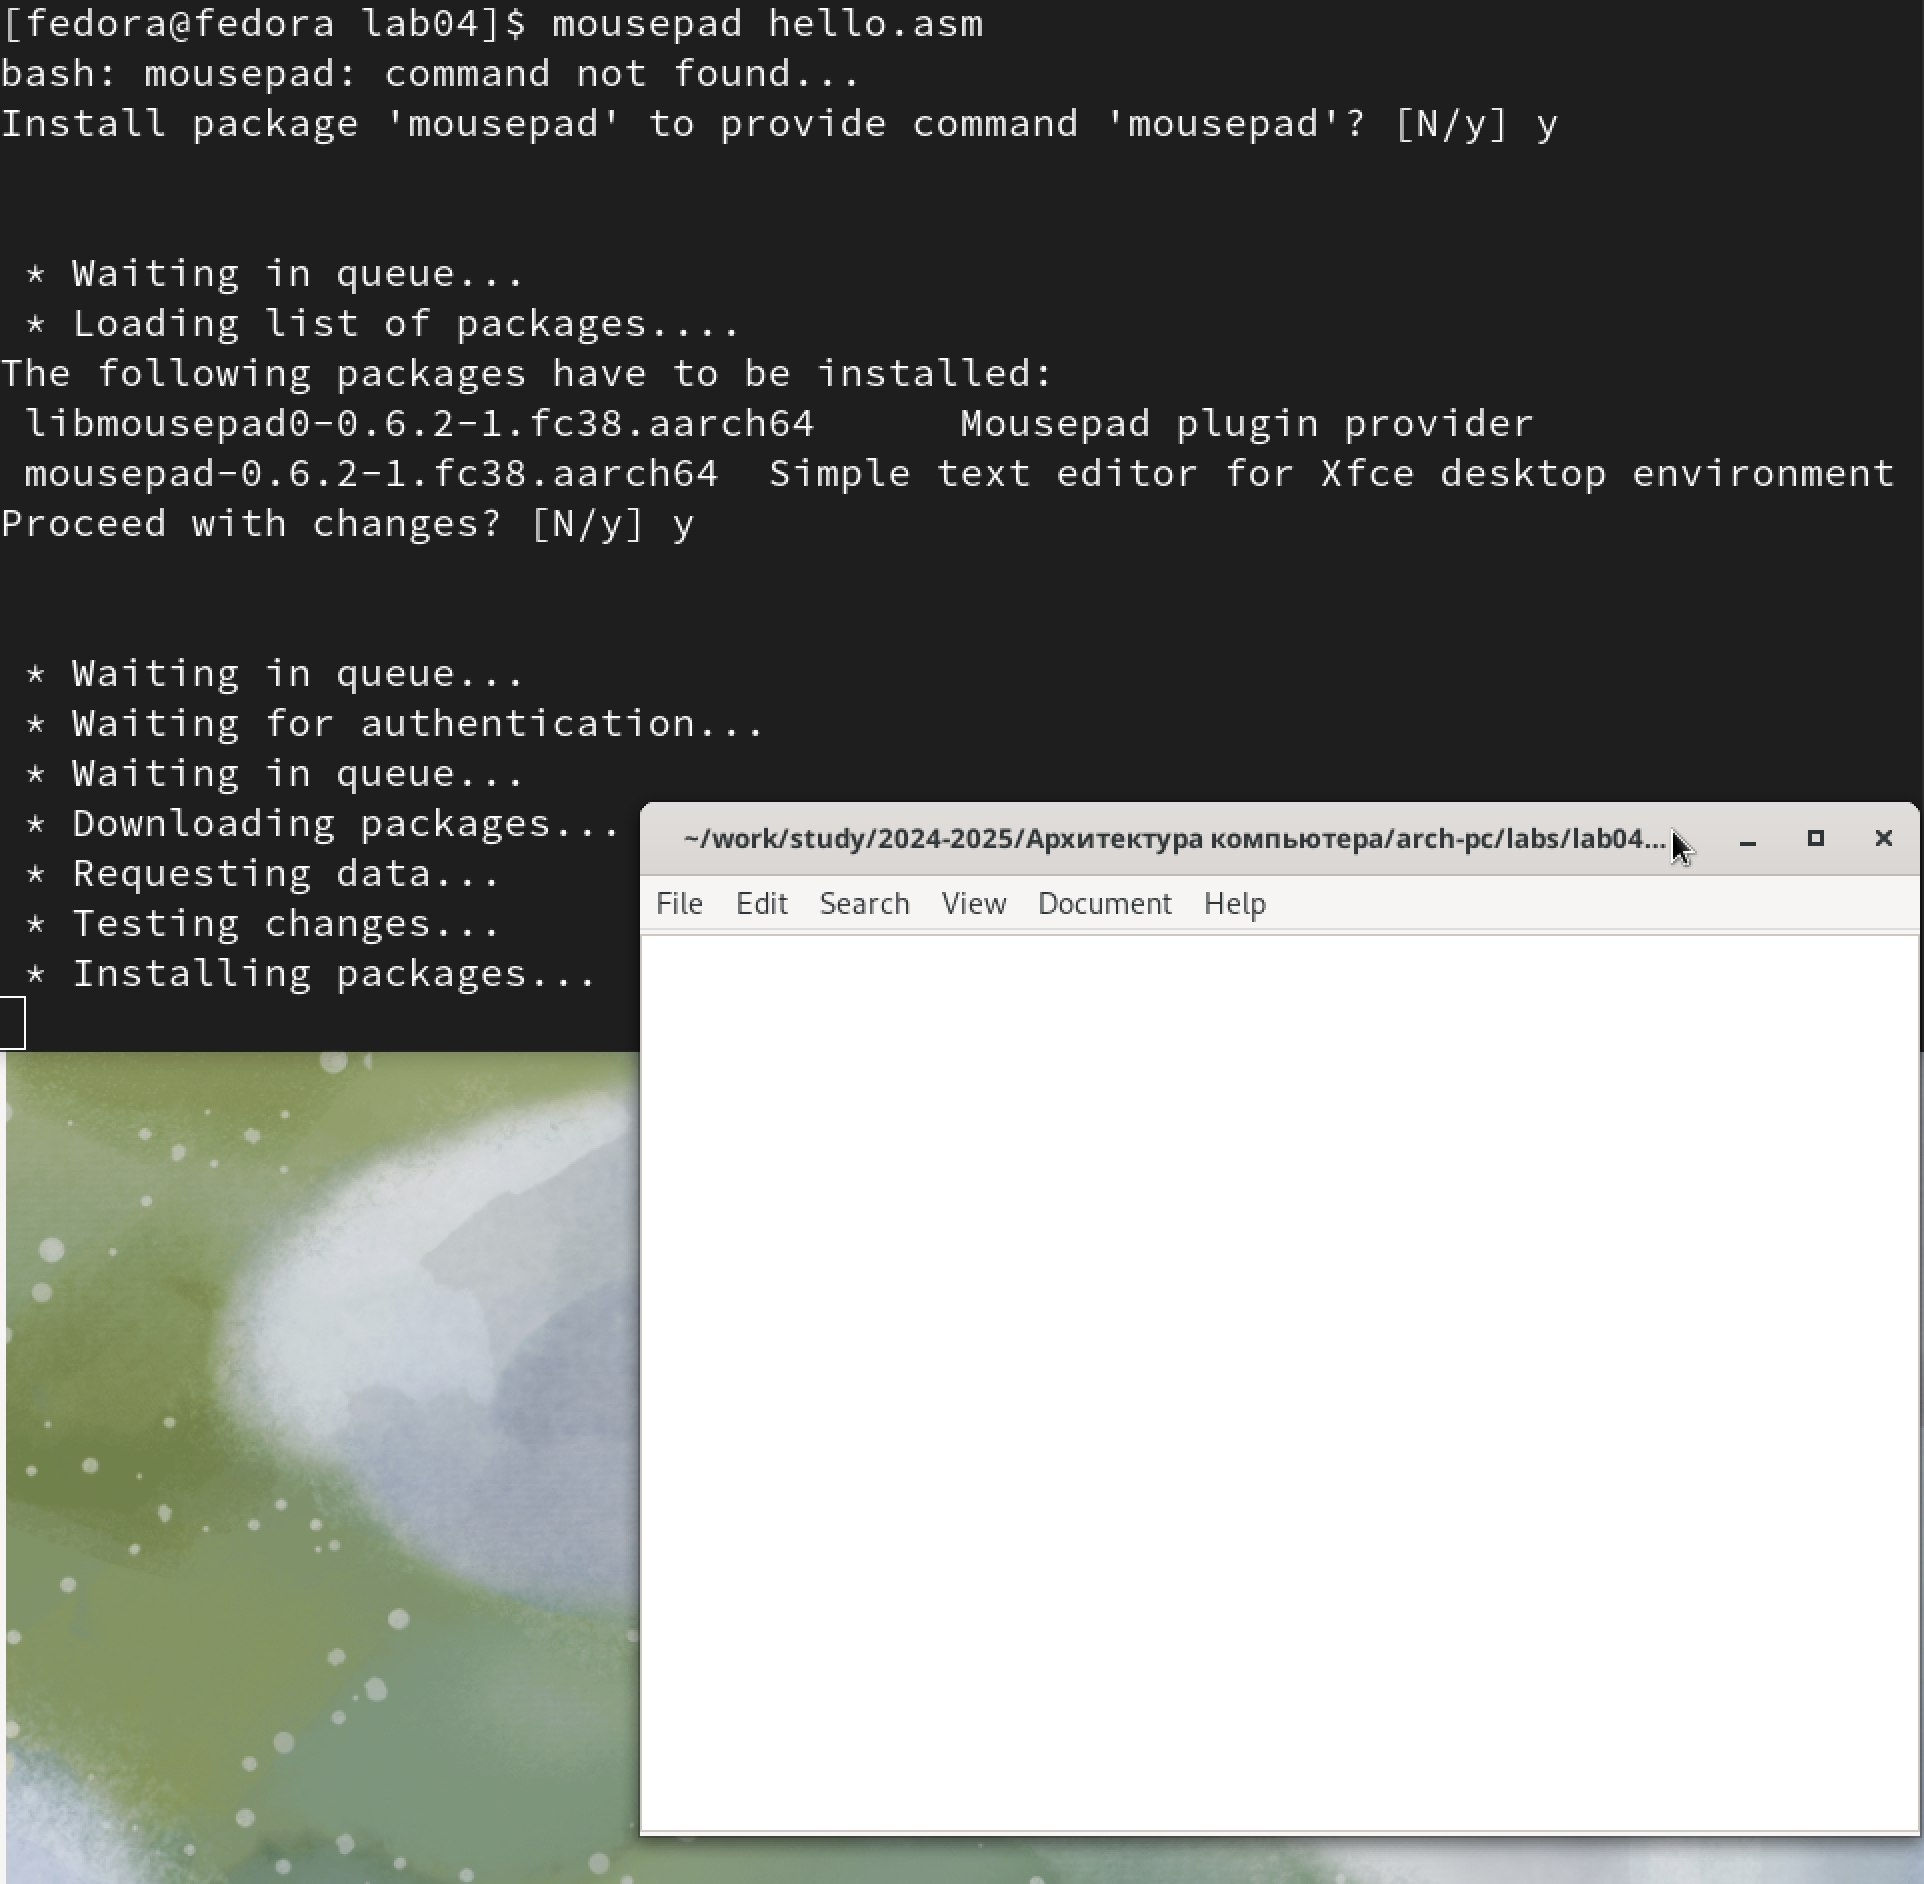 [fedora@fedora lab04]$ mousepad hello.asm
bash: mousepad: command not found...
Install package 'mousepad' to provide command 'mousepad'? [N/y] y
* Waiting in queue...
* Loading list of packages....
The following packages have to be installed:
libmousepad0-0.6.2-1.fc38.aarch64 Mousepad plugin provider
mousepad-0.6.2-1.fc38.aarch64 Simple text editor for Xfce desktop environment
Proceed with changes? [N/y] y
* Waiting in queue...
* Waiting for authentication...
* Waiting in queue...
* Downloading packages...
* Requesting data...
* Testing changes...
* Installing packages...
~/work/study/2024-2025/Архитектура компьютера/arch-pc/labs/lab04...
File Edit Search View Document Help